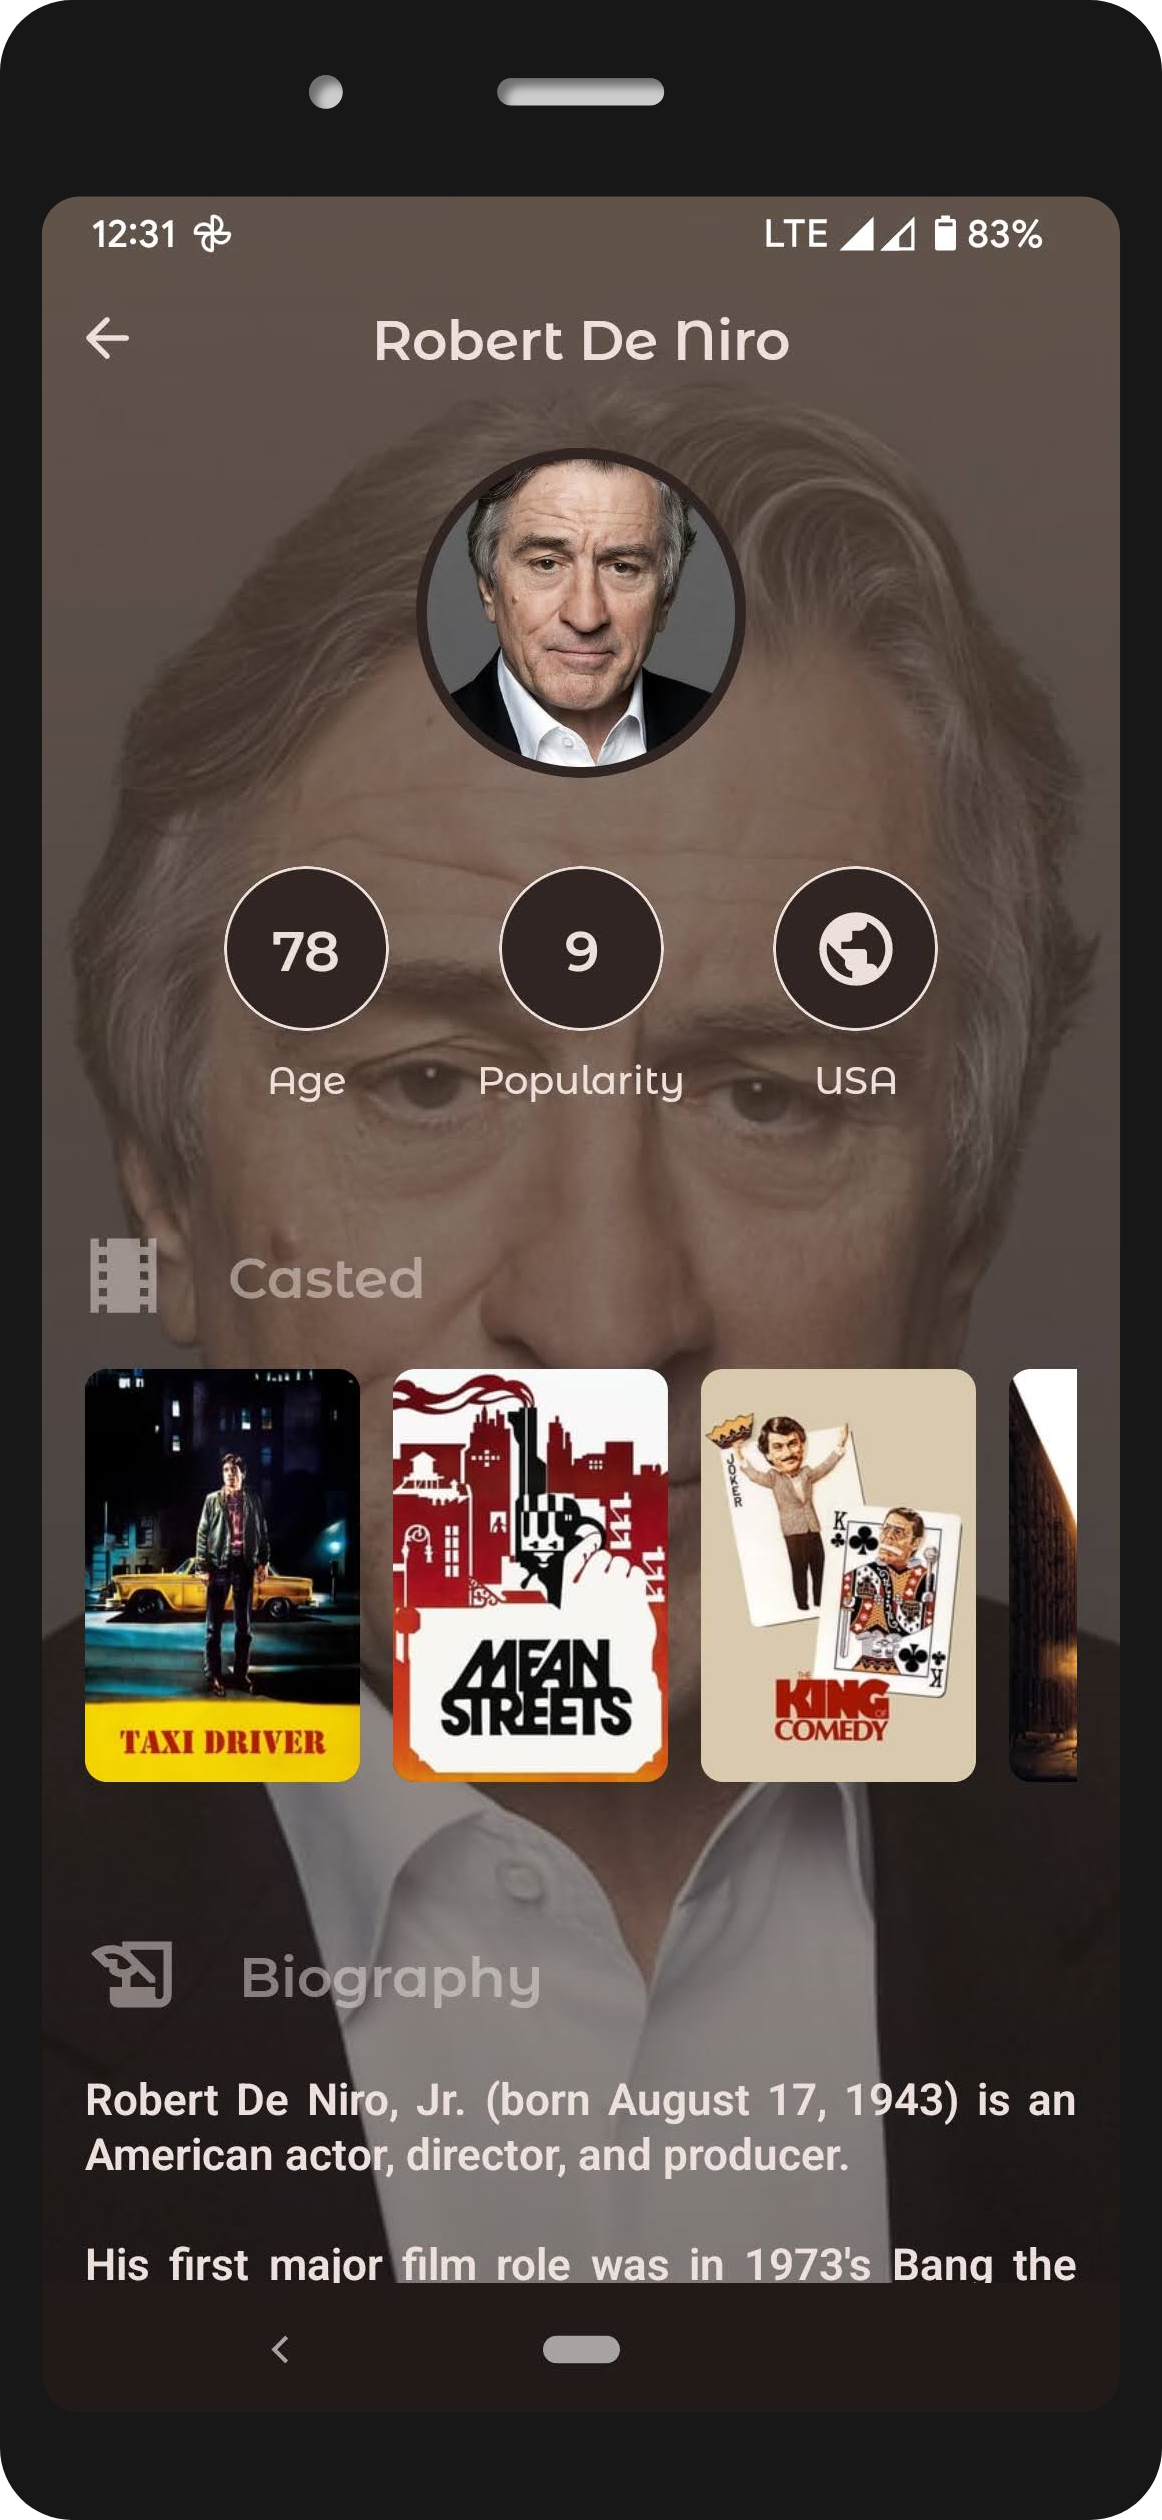 12:31
LTE 83%
Robert De Niro
78
9
Age
Popularity
USA
Casted
TAXI DRIVER
MEAN
STREETS
JOKER
K
K
THE
KING
OF
COMEDY
Biography
Robert De Niro, Jr. (born August 17, 1943) is an
American actor, director, and producer.
His first major film role was in 1973's Bang the